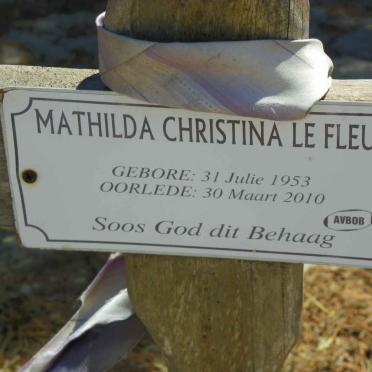 MATHILDA CHRISTINA LE FLEU
GEBORE: 31 Julie 1953
OORLEDE: 30 Maart 2010
AVBOB
Soos God dit Behaag